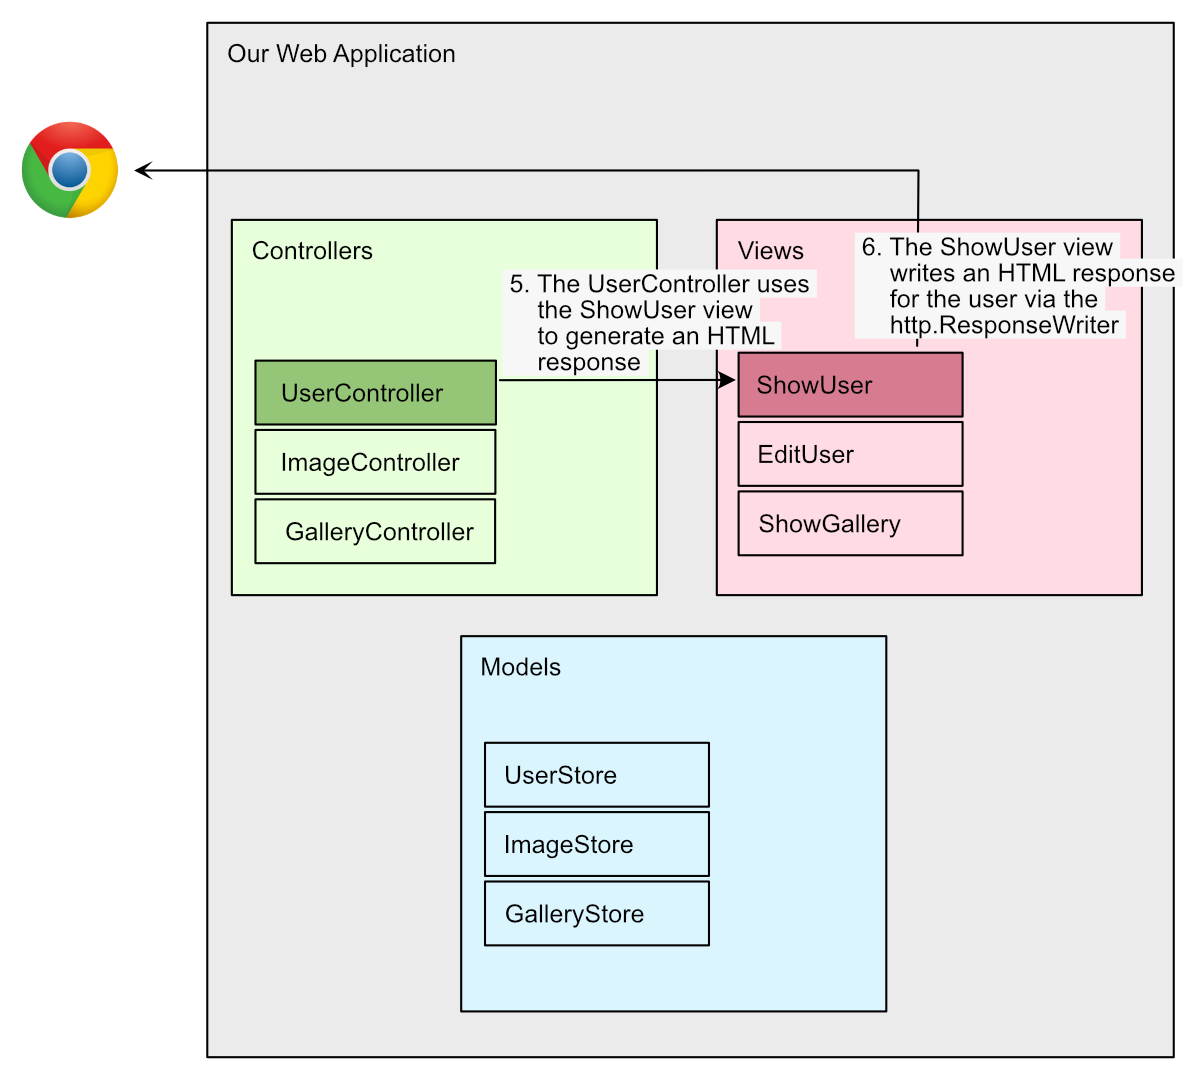 Our Web Application
Controllers
5. The UserController uses
the ShowUser view
to generate an HTML
response
UserController
ImageController
GalleryController
Views
6. The ShowUser view
writes an HTML response
for the user via the
http.ResponseWriter
ShowUser
EditUser
ShowGallery
Models
UserStore
ImageStore
GalleryStore